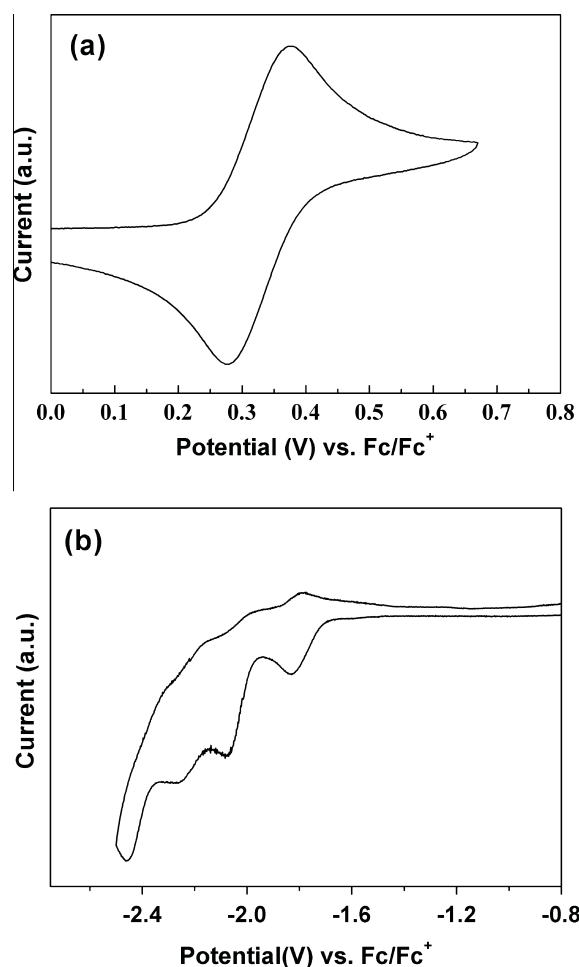 (a)
Current (a.u.)
0.0 0.1 0.2 0.3 0.4 0.5 0.6 0.7 0.8
Potential (V) vs. Fc/Fc⁺
(b)
Current (a.u.)
-2.4 -2.0 -1.6 -1.2 -0.8
Potential(V) vs. Fc/Fc⁺